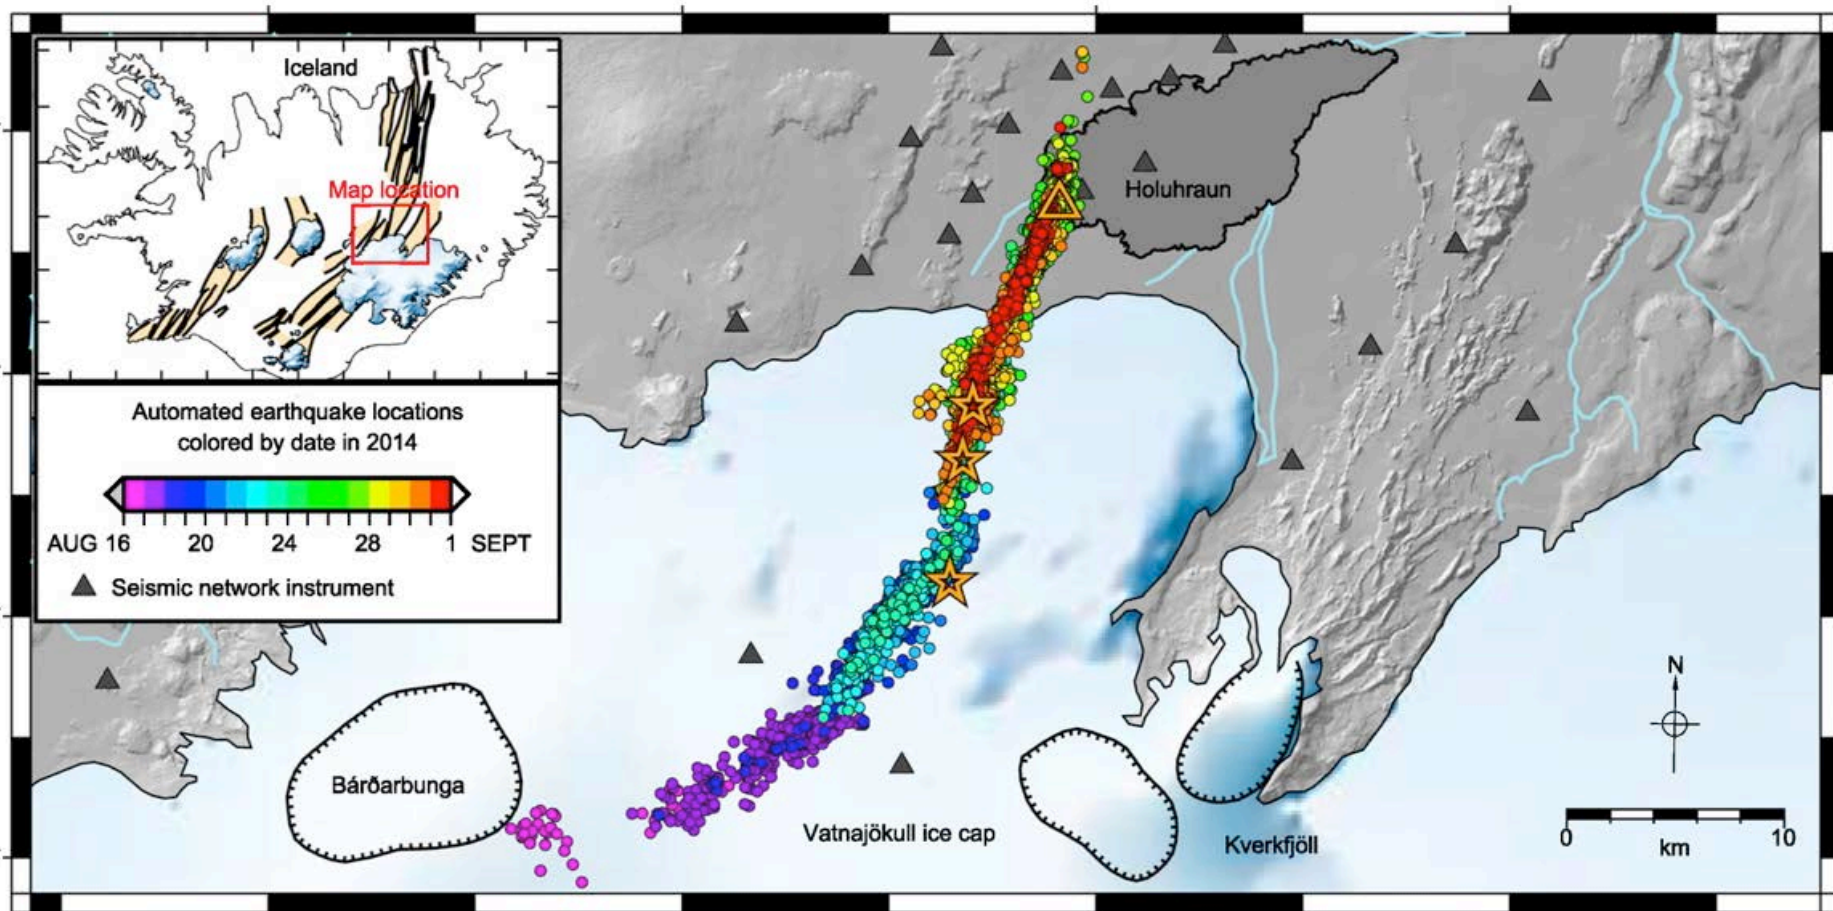 Iceland
Map location
Automated earthquake locations
colored by date in 2014
AUG 16 20 24 28 1 SEPT
Seismic network instrument
Holuhraun
Bárðarbunga
Vatnajökull ice cap
Kverkfjöll
N
0 10
km